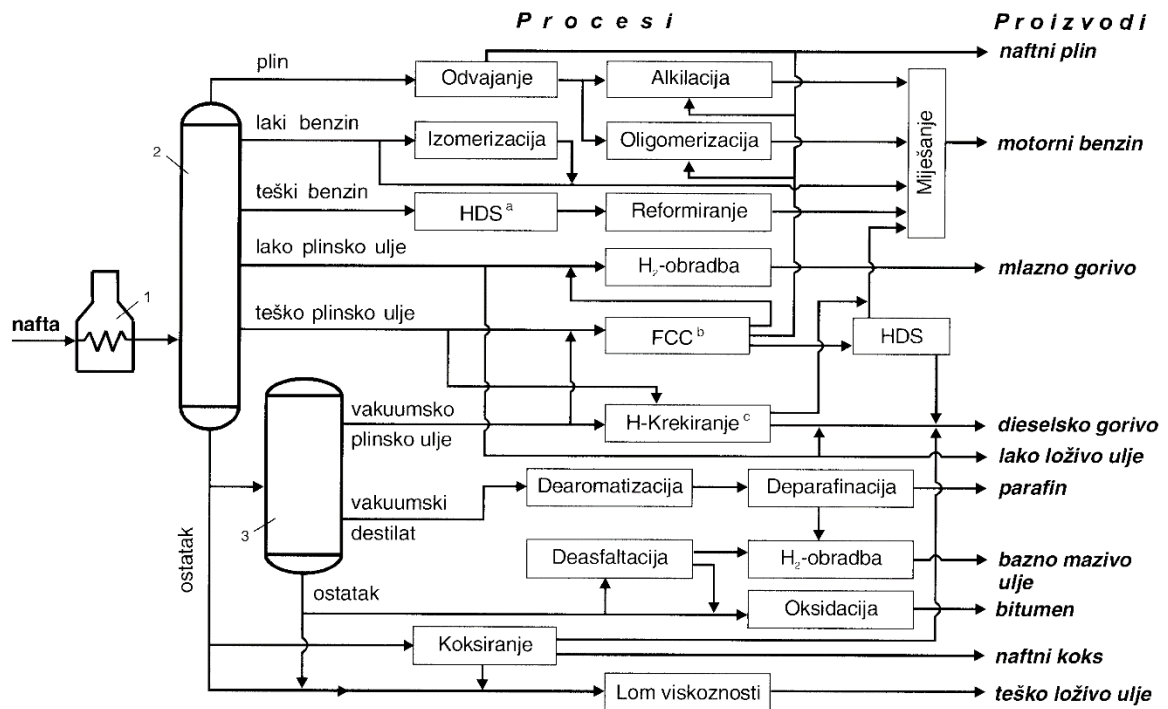 Procesi
Proizvodi
plin
Odvajanje
Alkilacija
naftni plin
laki benzin
Izomerizacija
Oligomerizacija
Miješanje
motorni benzin
2
teški benzin
HDS a
Reformiranje
lako plinsko ulje
H2-obradba
mlazno gorivo
1
nafta
teško plinsko ulje
FCC b
HDS
vakuumsko
plinsko ulje
H-Krekiranje c
dieselsko gorivo
lako loživo ulje
vakuumski
destilat
Dearomatizacija
Deparafinacija
parafin
3
ostatak
Deasfaltacija
H2-obradba
bazno mazivo
ulje
ostatak
Oksidacija
bitumen
Koksiranje
naftni koks
Lom viskoznosti
teško loživo ulje